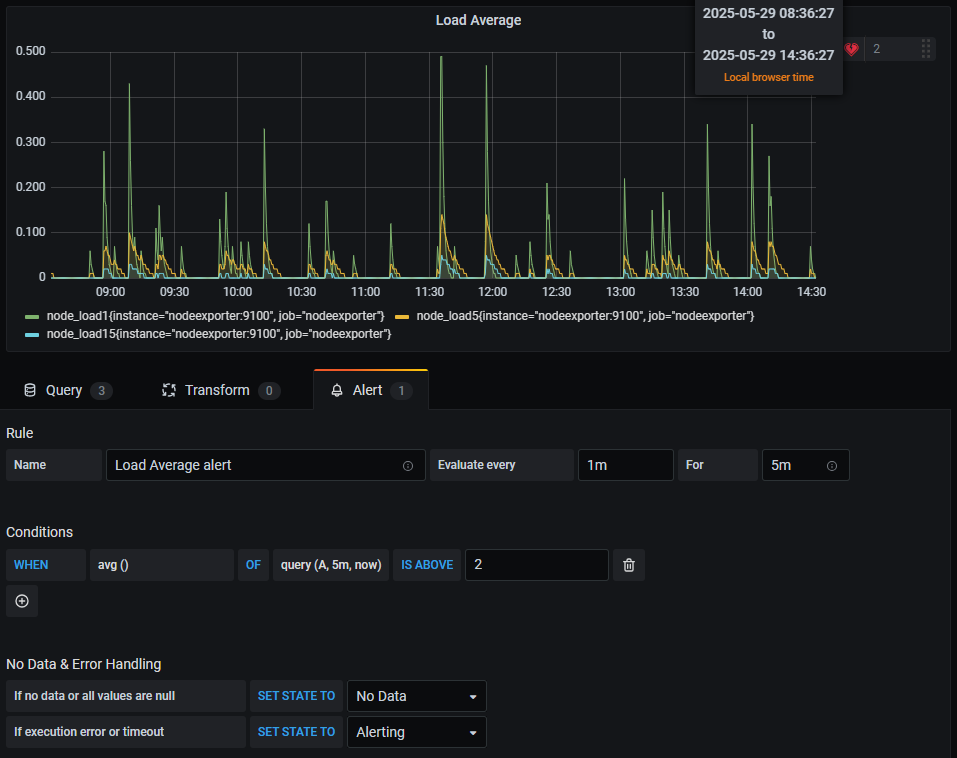 Load Average
2025-05-29 08:36:27
to
2025-05-29 14:36:27
Local browser time
2
0.500
0.400
0.300
0.200
0.100
0
09:00 09:30 10:00 10:30 11:00 11:30 12:00 12:30 13:00 13:30 14:00 14:30
node_load1{instance="nodeexporter:9100", job="nodeexporter"} node_load5{instance="nodeexporter:9100", job="nodeexporter"}
node_load15{instance="nodeexporter:9100", job="nodeexporter"}
Query 3 Transform 0 Alert 1
Rule
Name Load Average alert Evaluate every 1m For 5m
Conditions
WHEN avg () OF query (A, 5m, now) IS ABOVE 2
No Data & Error Handling
If no data or all values are null SET STATE TO No Data
If execution error or timeout SET STATE TO Alerting